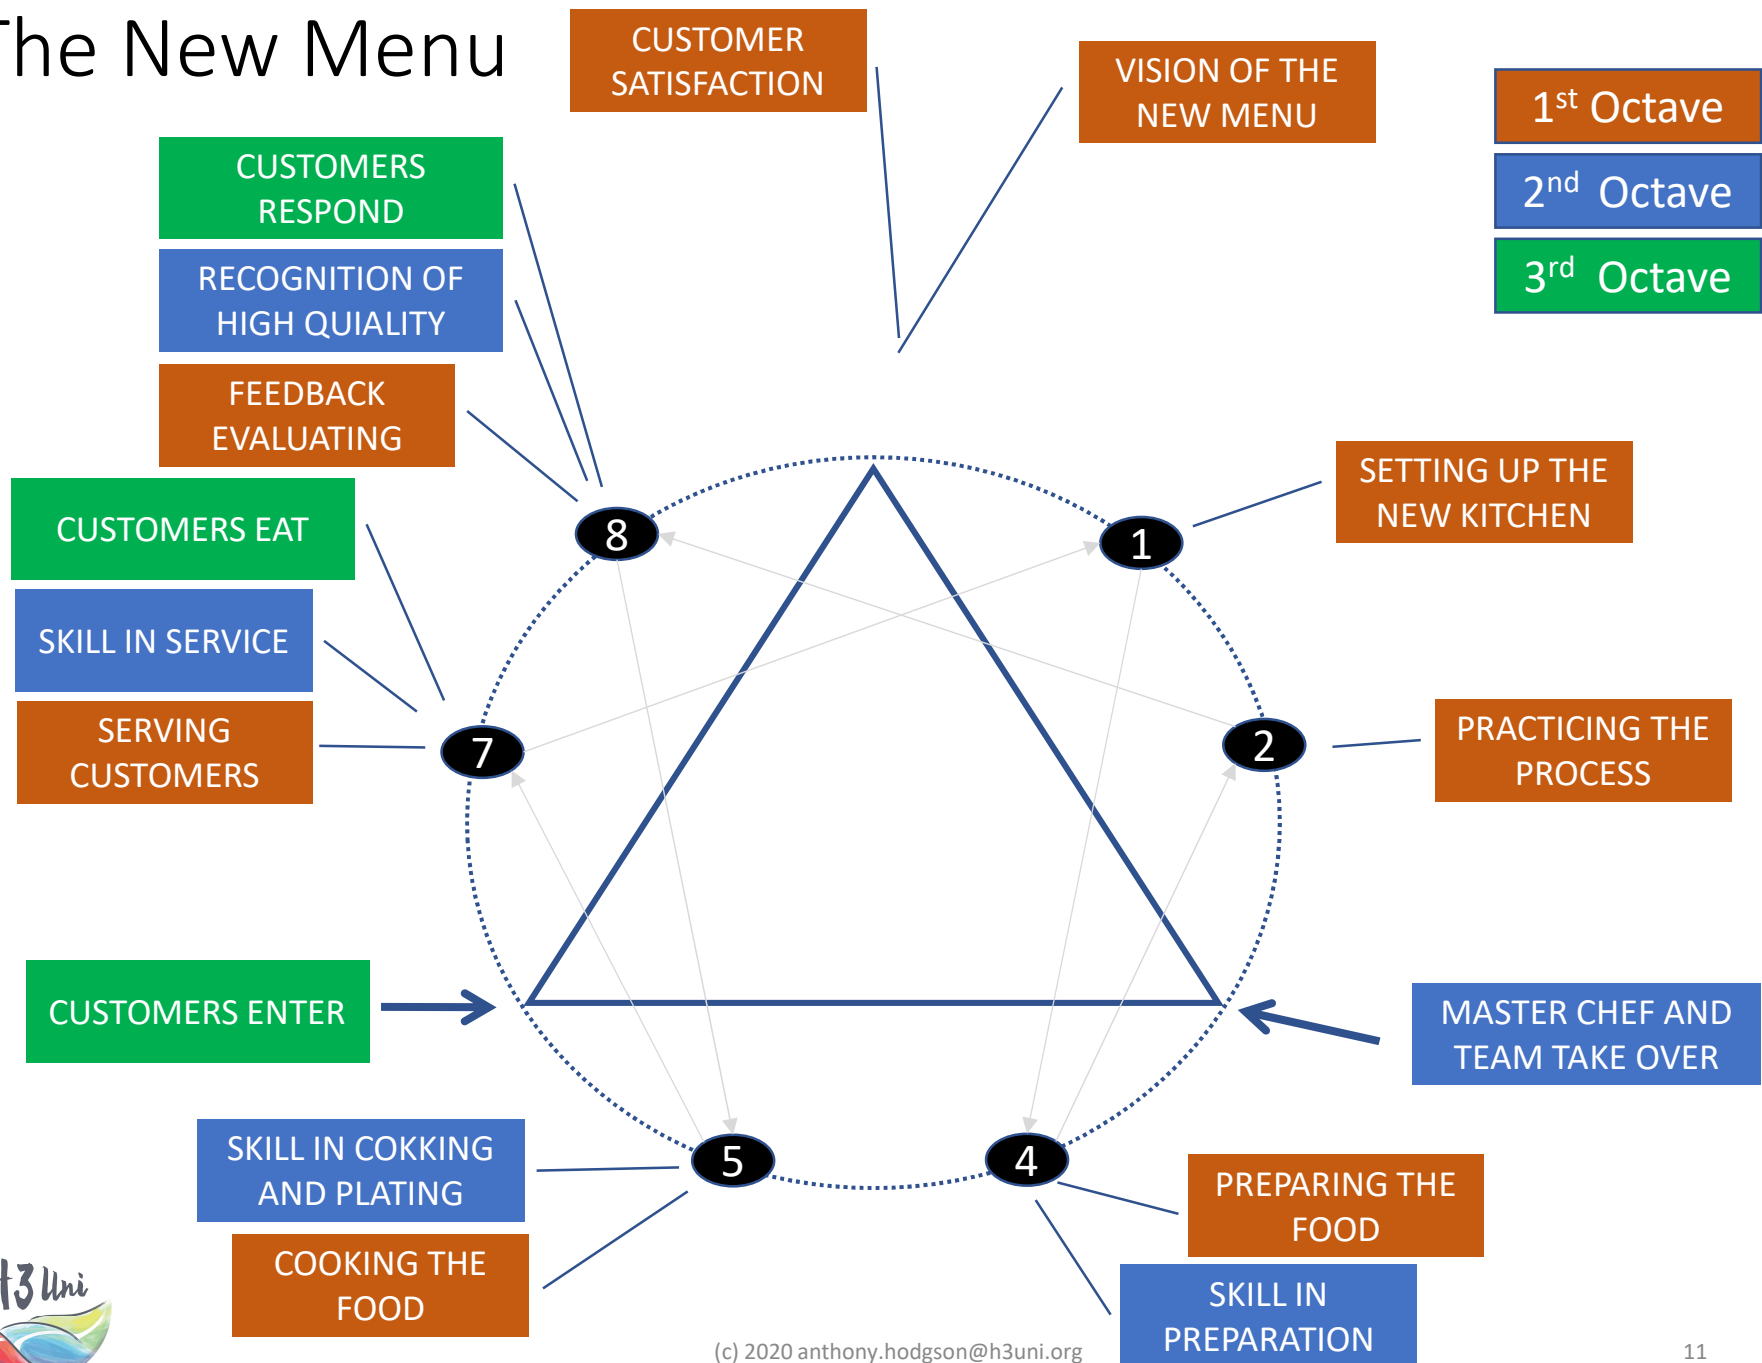 The New Menu
CUSTOMER
SATISFACTION
VISION OF THE
NEW MENU
1st Octave
2nd Octave
3rd Octave
CUSTOMERS
RESPOND
RECOGNITION OF
HIGH QUIALITY
FEEDBACK
EVALUATING
CUSTOMERS EAT
SKILL IN SERVICE
SERVING
CUSTOMERS
8
1
SETTING UP THE
NEW KITCHEN
7
2
PRACTICING THE
PROCESS
CUSTOMERS ENTER
MASTER CHEF AND
TEAM TAKE OVER
5
4
SKILL IN COKKING
AND PLATING
COOKING THE
FOOD
PREPARING THE
FOOD
SKILL IN
PREPARATION
H3 Uni
(c) 2020 anthony.hodgson@h3uni.org
11